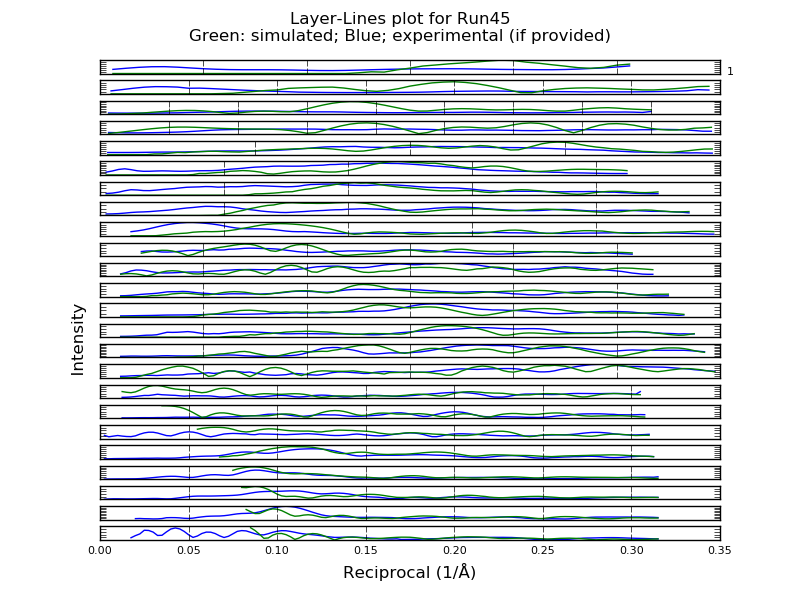 Layer-Lines plot for Run45
Green: simulated; Blue; experimental (if provided)
1
Intensity
0.00 0.05 0.10 0.15 0.20 0.25 0.30 0.35
Reciprocal (1/Å)